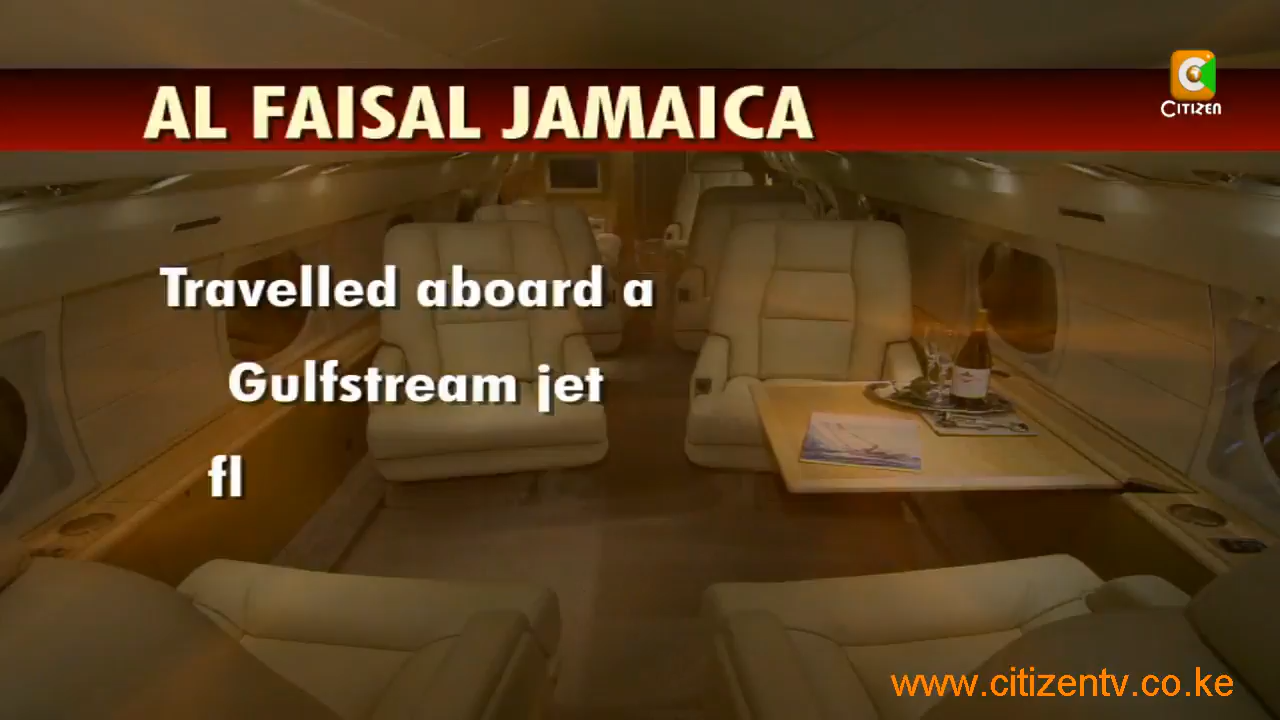 AL FAISAL JAMAICA
CITIZEN
Travelled aboard a
Gulfstream jet
fl
www.citizentv.co.ke